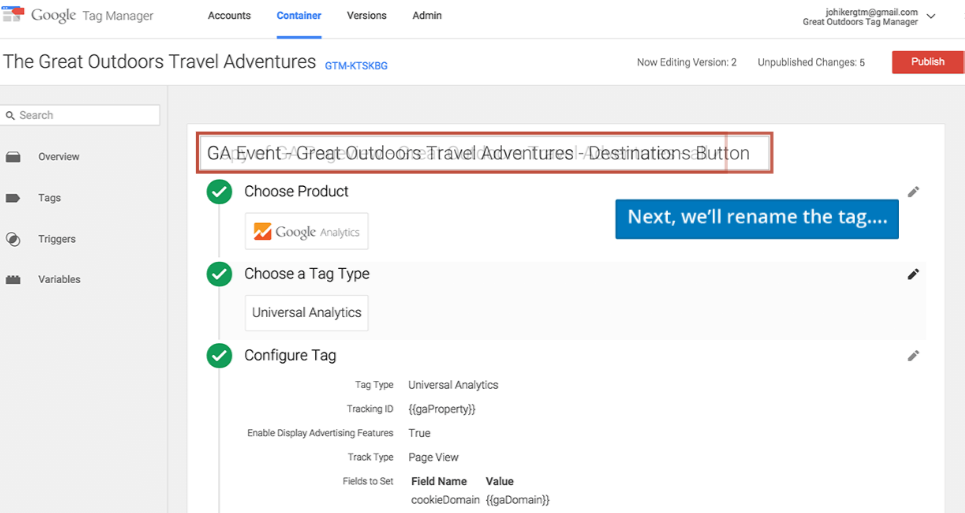 Google Tag Manager
Accounts Container Versions Admin
johikergtm@gmail.com
Great Outdoors Tag Manager
The Great Outdoors Travel Adventures GTM-KTSKBG
Now Editing Version: 2 Unpublished Changes: 5 Publish
Search
Overview
Tags
Triggers
Variables
GA Event - Great Outdoors Travel Adventures - Destinations Button
Choose Product
Google Analytics
Next, we'll rename the tag....
Choose a Tag Type
Universal Analytics
Configure Tag
Tag Type Universal Analytics
Tracking ID {{gaProperty}}
Enable Display Advertising Features True
Track Type Page View
Fields to Set Field Name Value
cookieDomain {{gaDomain}}